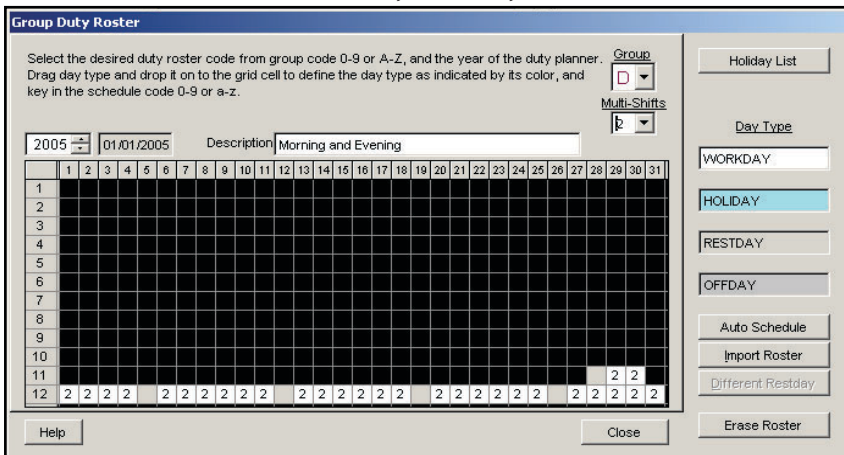 Group Duty Roster
Select the desired duty roster code from group code 0-9 or A-Z, and the year of the duty planner.
Drag day type and drop it on to the grid cell to define the day type as indicated by its color, and
key in the schedule code 0-9 or a-z.
Group
D
Multi-Shifts
2
2005 01/01/2005 Description Morning and Evening
1 2 3 4 5 6 7 8 9 10 11 12 13 14 15 16 17 18 19 20 21 22 23 24 25 26 27 28 29 30 31
1
2
3
4
5
6
7
8
9
10
11 2 2
12 2 2 2 2 2 2 2 2 2 2 2 2 2 2 2 2 2 2 2 2 2 2 2 2 2 2 2
Help
Close
Holiday List
Day Type
WORKDAY
HOLIDAY
RESTDAY
OFFDAY
Auto Schedule
Import Roster
Different Restday
Erase Roster